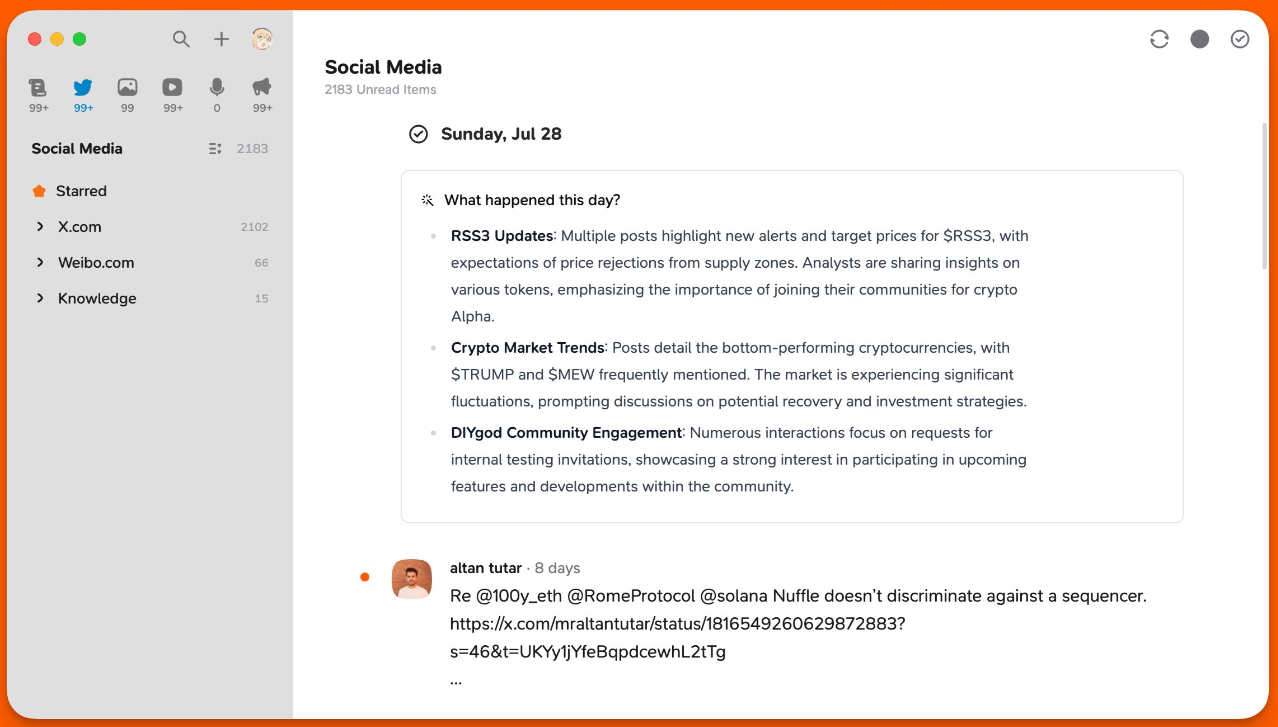 99+
99+
99
99+
0
99+
Social Media
2183
Starred
X.com
2102
Weibo.com
66
Knowledge
15
Social Media
2183 Unread Items
Sunday, Jul 28
What happened this day?
RSS3 Updates: Multiple posts highlight new alerts and target prices for $RSS3, with
expectations of price rejections from supply zones. Analysts are sharing insights on
various tokens, emphasizing the importance of joining their communities for crypto
Alpha.
Crypto Market Trends: Posts detail the bottom-performing cryptocurrencies, with
$TRUMP and $MEW frequently mentioned. The market is experiencing significant
fluctuations, prompting discussions on potential recovery and investment strategies.
DIYgod Community Engagement: Numerous interactions focus on requests for
internal testing invitations, showcasing a strong interest in participating in upcoming
features and developments within the community.
altan tutar · 8 days
Re @100y_eth @RomeProtocol @solana Nuffle doesn't discriminate against a sequencer.
https://x.com/mraltantutar/status/1816549260629872883?
s=46&t=UKYy1jYfeBqpdcewhL2tTg
...